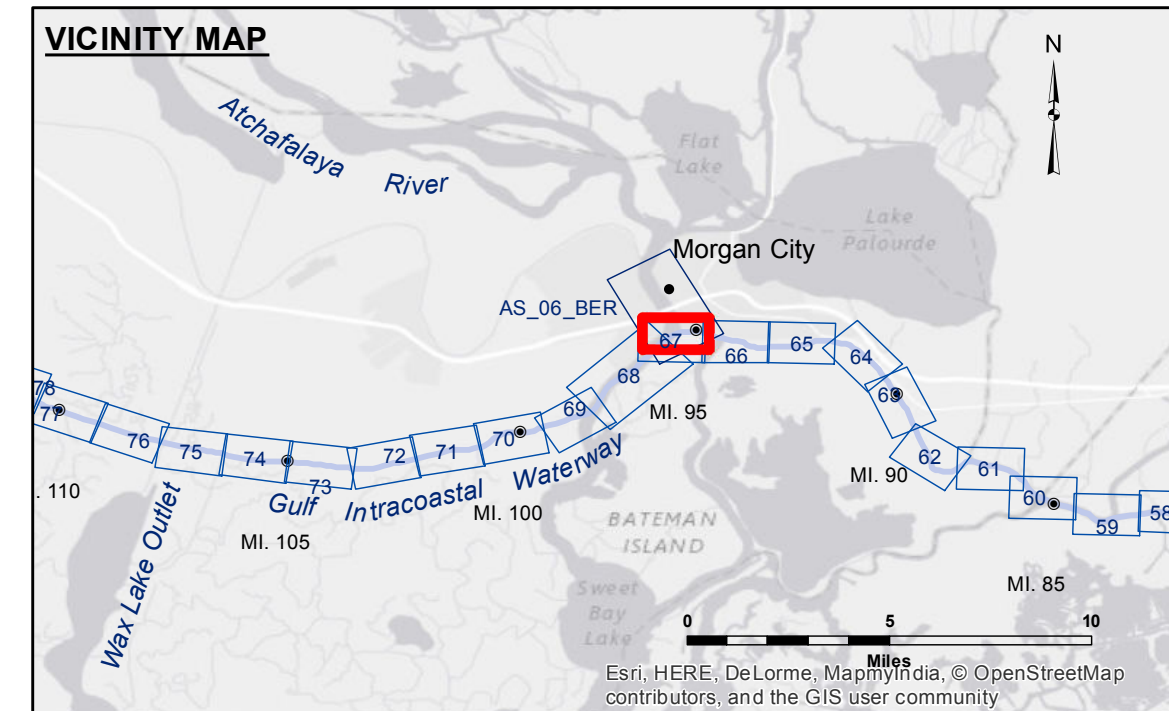 VICINITY MAP
N
Atchafalaya
River
Flat
Lake
Lake
Palourde
Morgan City
AS_06_BER
67
66
65
64
63
62
61
60
59
58
68
69
70
71
72
73
74
75
76
77
78
MI. 95
MI. 90
MI. 85
MI. 100
MI. 105
. 110
Gulf Intracoastal Waterway
Wax Lake Outlet
BATEMAN
ISLAND
Sweet
Bay
Lake
0 5 10
Miles
Esri, HERE, DeLorme, MapmyIndia, © OpenStreetMap
contributors, and the GIS user community